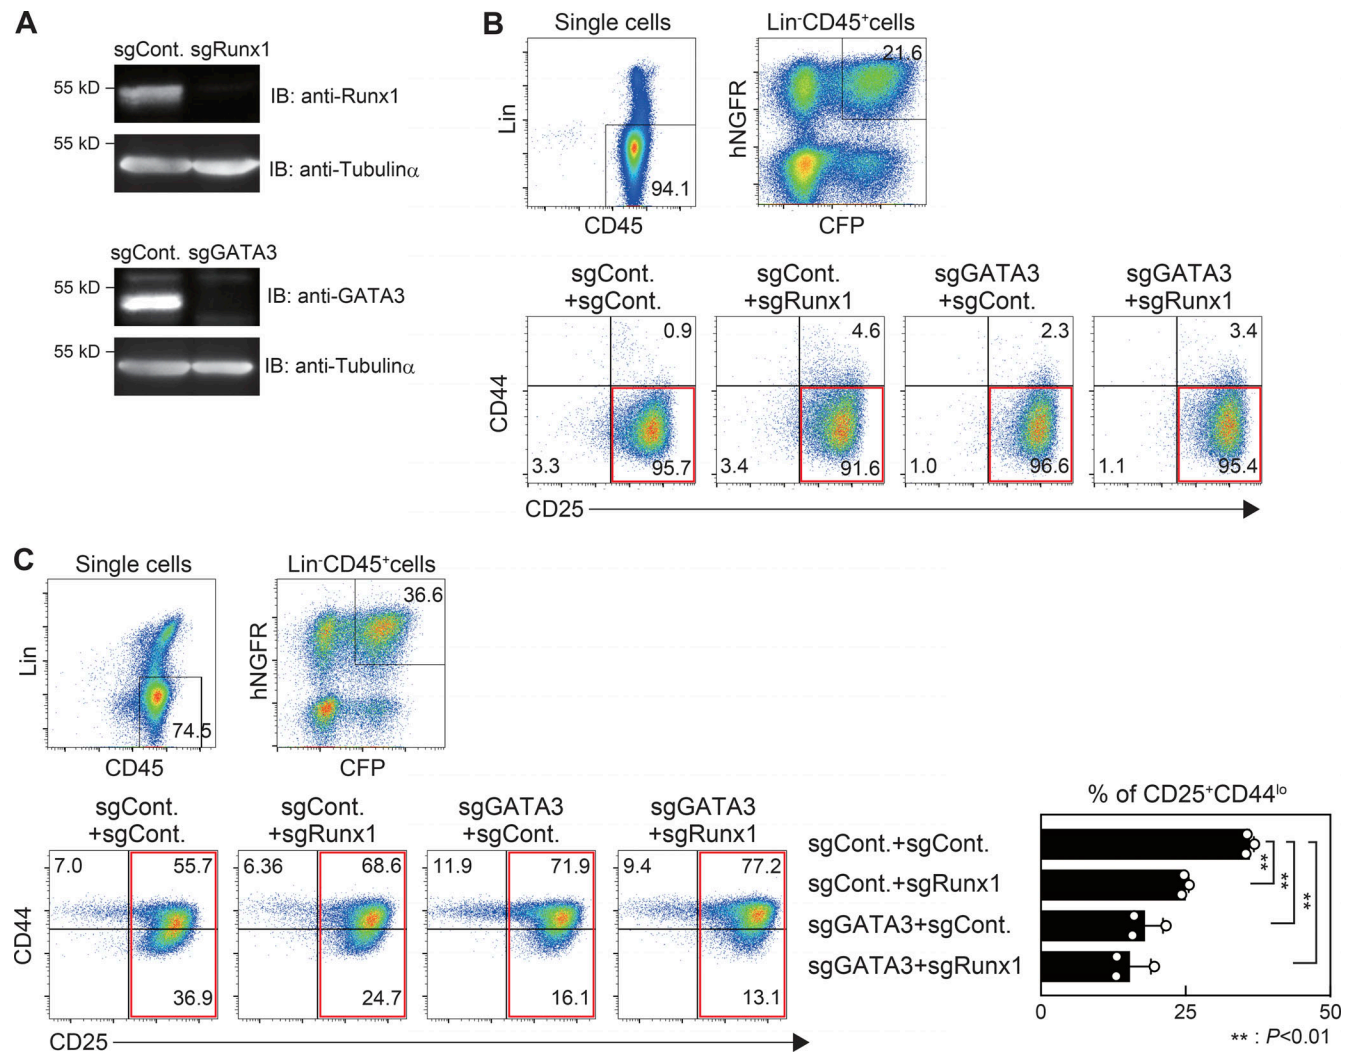 A
sgCont. sgRunx1
55 kD
IB: anti-Runx1
55 kD
IB: anti-Tubulinα
sgCont. sgGATA3
55 kD
IB: anti-GATA3
55 kD
IB: anti-Tubulinα
B
Single cells
Lin
94.1
CD45
Lin⁻CD45⁺cells
21.6
hNGFR
CFP
sgCont.
+sgCont.
sgCont.
+sgRunx1
sgGATA3
+sgCont.
sgGATA3
+sgRunx1
CD44
0.9
3.3
95.7
4.6
3.4
91.6
2.3
1.0
96.6
3.4
1.1
95.4
CD25
C
Single cells
Lin
74.5
CD45
Lin⁻CD45⁺cells
36.6
hNGFR
CFP
sgCont.
+sgCont.
sgCont.
+sgRunx1
sgGATA3
+sgCont.
sgGATA3
+sgRunx1
CD44
7.0
55.7
36.9
6.36
68.6
24.7
11.9
71.9
16.1
9.4
77.2
13.1
CD25
% of CD25⁺CD44ˡᵒ
sgCont.+sgCont.
sgCont.+sgRunx1
sgGATA3+sgCont.
sgGATA3+sgRunx1
**
**
**
0 25 50
** : P<0.01